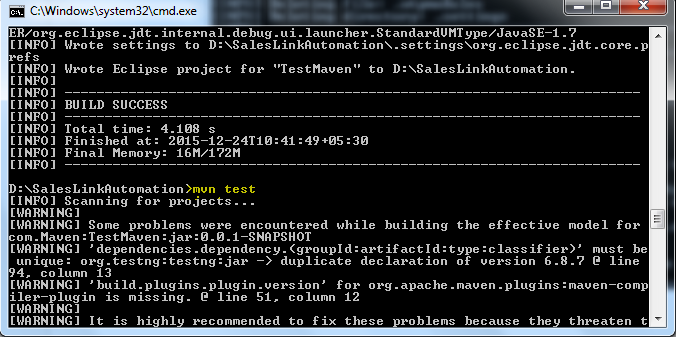 C:\Windows\system32\cmd.exe
ER/org.eclipse.jdt.internal.debug.ui.launcher.StandardVMType/JavaSE-1.7
[INFO] Wrote settings to D:\SalesLinkAutomation\.settings\org.eclipse.jdt.core.p
refs
[INFO] Wrote Eclipse project for "TestMaven" to D:\SalesLinkAutomation.
[INFO]
[INFO] ------------------------------------------------------------------------
[INFO] BUILD SUCCESS
[INFO] ------------------------------------------------------------------------
[INFO] Total time: 4.108 s
[INFO] Finished at: 2015-12-24T10:41:49+05:30
[INFO] Final Memory: 16M/172M
[INFO] ------------------------------------------------------------------------
D:\SalesLinkAutomation>mvn test
[INFO] Scanning for projects...
[WARNING]
[WARNING] Some problems were encountered while building the effective model for
com.Maven:TestMaven:jar:0.0.1-SNAPSHOT
[WARNING] 'dependencies.dependency.(groupId:artifactId:type:classifier)' must be
unique: org.testng:testng:jar -> duplicate declaration of version 6.8.7 @ line
94, column 13
[WARNING] 'build.plugins.plugin.version' for org.apache.maven.plugins:maven-comp
iler-plugin is missing. @ line 51, column 12
[WARNING]
[WARNING] It is highly recommended to fix these problems because they threaten t